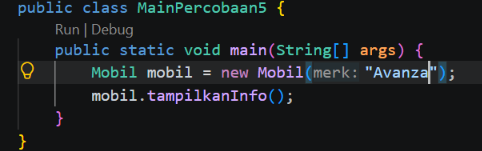 public class MainPercobaan5 {
Run | Debug
public static void main(String[] args) {
Mobil mobil = new Mobil(merk: "Avanza");
mobil.tampilkanInfo();
}
}